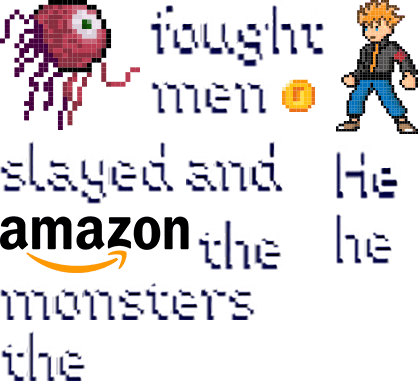 fought
men
slayed and He
amazon the he
monsters
the